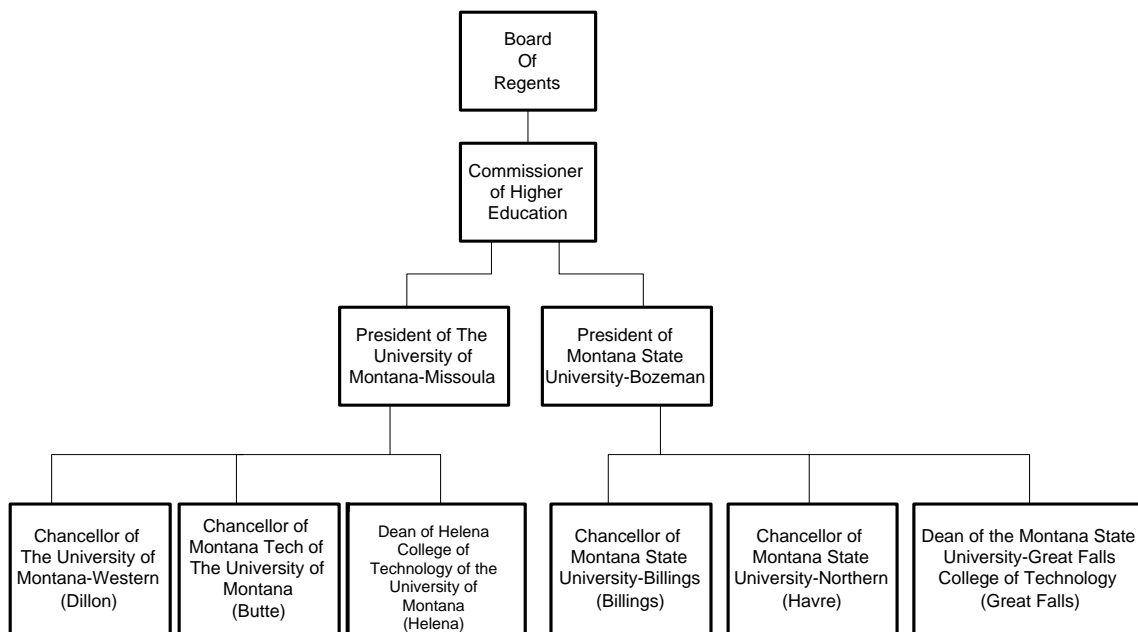 Board
Of
Regents
Commissioner
of Higher
Education
President of The
University of
Montana-Missoula
President of
Montana State
University-Bozeman
Chancellor of
The University of
Montana-Western
(Dillon)
Chancellor of
Montana Tech of
The University of
Montana
(Butte)
Dean of Helena
College of
Technology of the
University of
Montana
(Helena)
Chancellor of
Montana State
University-Billings
(Billings)
Chancellor of
Montana State
University-Northern
(Havre)
Dean of the Montana State
University-Great Falls
College of Technology
(Great Falls)